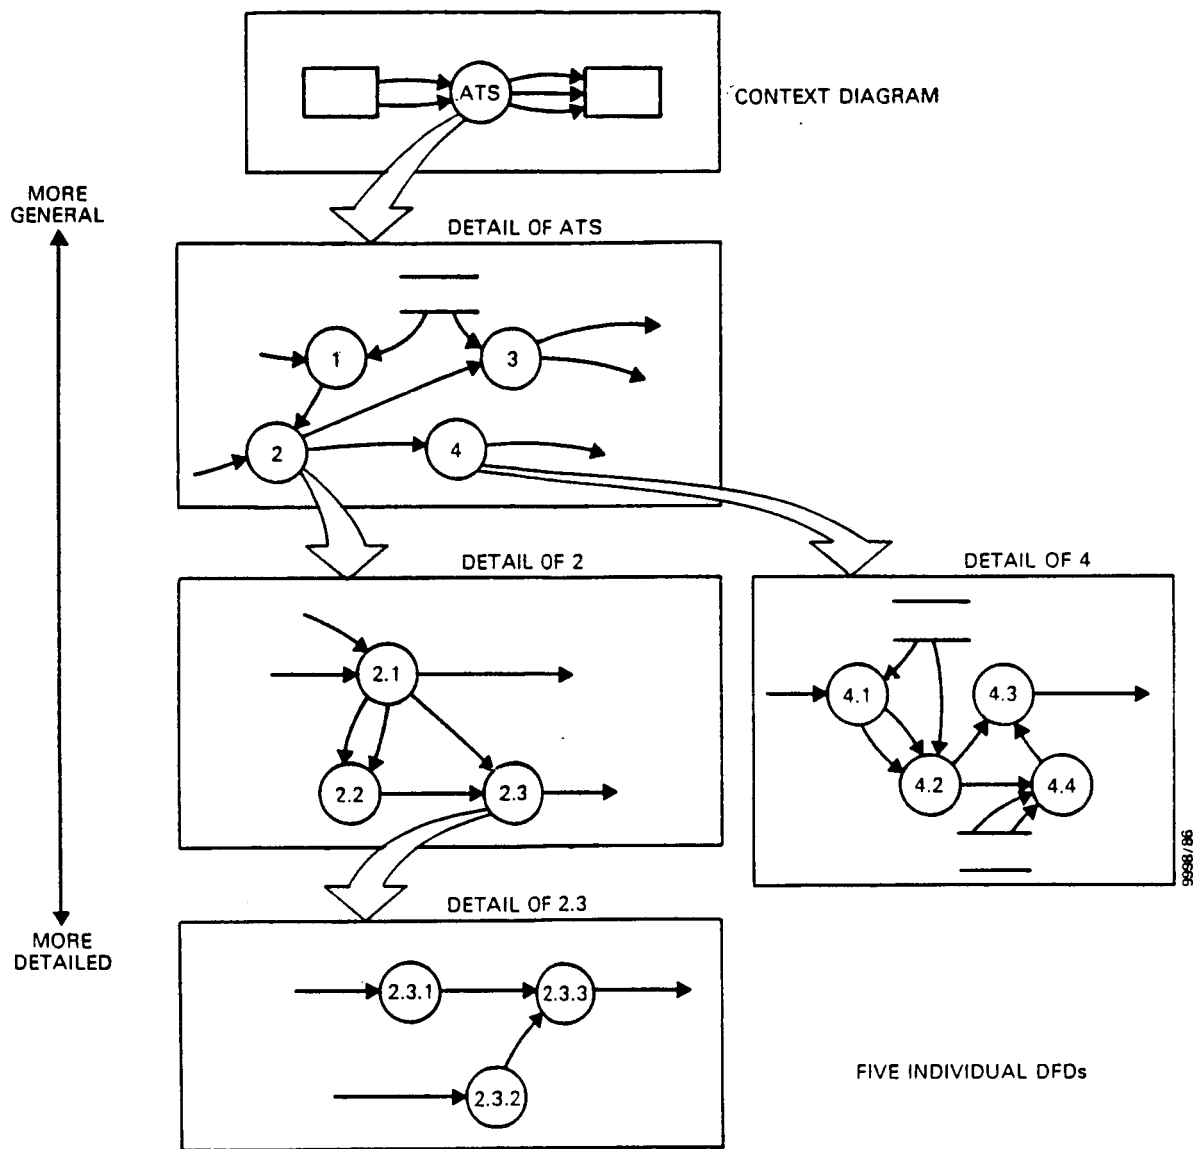 ATS
CONTEXT DIAGRAM
MORE
GENERAL
DETAIL OF ATS
1
3
2
4
DETAIL OF 2
DETAIL OF 4
2.1
2.2
2.3
4.1
4.3
4.2
4.4
9998/86
DETAIL OF 2.3
MORE
DETAILED
2.3.1
2.3.3
2.3.2
FIVE INDIVIDUAL DFDs